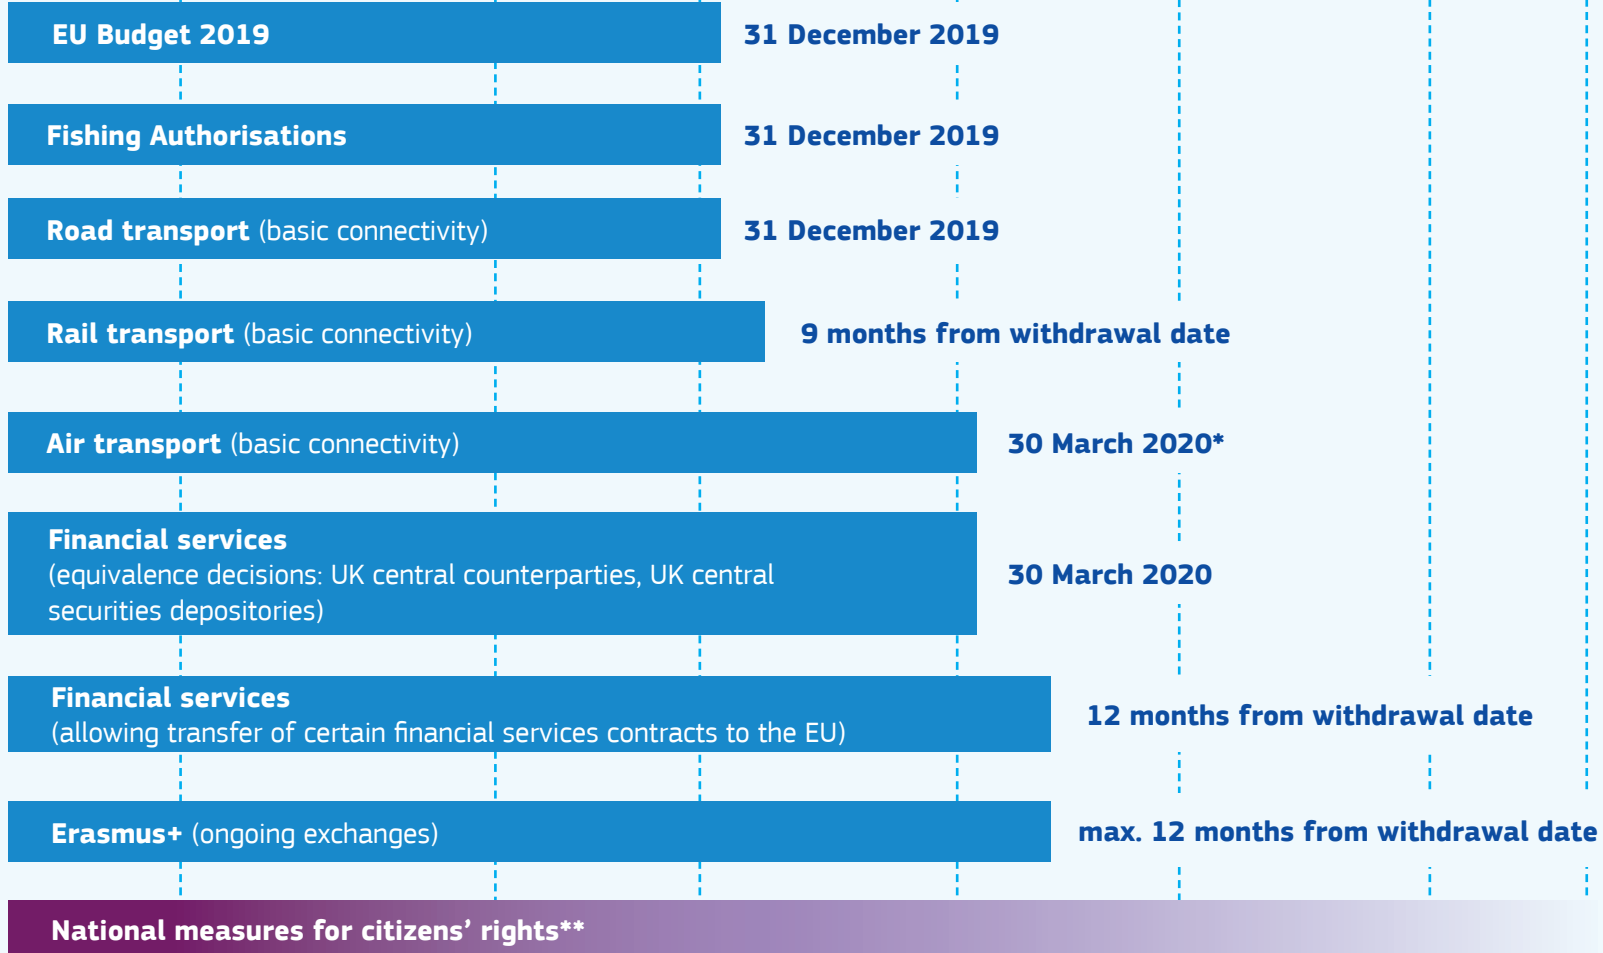 EU Budget 2019 31 December 2019
Fishing Authorisations 31 December 2019
Road transport (basic connectivity) 31 December 2019
Rail transport (basic connectivity) 9 months from withdrawal date
Air transport (basic connectivity) 30 March 2020*
Financial services
(equivalence decisions: UK central counterparties, UK central
securities depositories)
30 March 2020
Financial services
(allowing transfer of certain financial services contracts to the EU)
12 months from withdrawal date
Erasmus+ (ongoing exchanges) max. 12 months from withdrawal date
National measures for citizens’ rights**